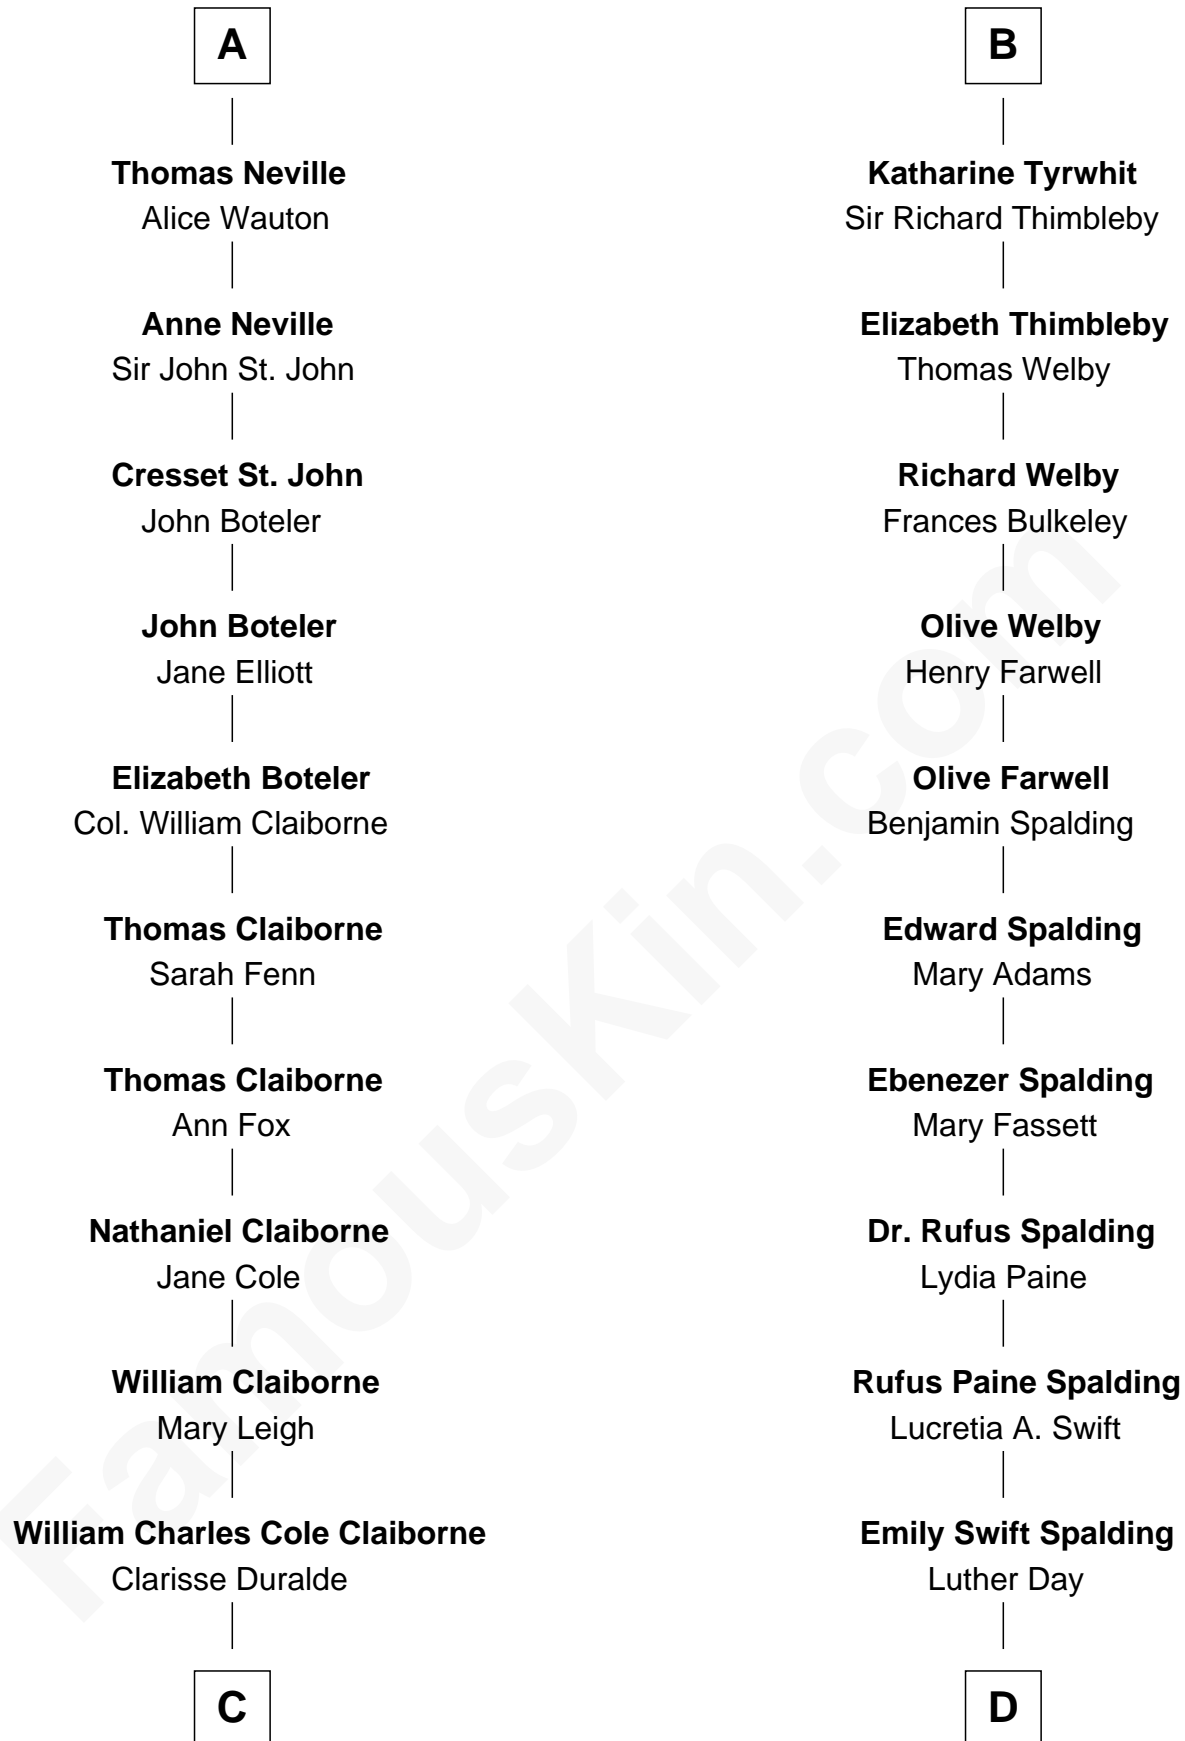 A
Thomas Neville
Alice Wauton
Anne Neville
Sir John St. John
Cresset St. John
John Boteler
John Boteler
Jane Elliott
Elizabeth Boteler
Col. William Claiborne
Thomas Claiborne
Sarah Fenn
Thomas Claiborne
Ann Fox
Nathaniel Claiborne
Jane Cole
William Claiborne
Mary Leigh
William Charles Cole Claiborne
Clarisse Duralde
C
B
Katharine Tyrwhit
Sir Richard Thimbleby
Elizabeth Thimbleby
Thomas Welby
Richard Welby
Frances Bulkeley
Olive Welby
Henry Farwell
Olive Farwell
Benjamin Spalding
Edward Spalding
Mary Adams
Ebenezer Spalding
Mary Fassett
Dr. Rufus Spalding
Lydia Paine
Rufus Paine Spalding
Lucretia A. Swift
Emily Swift Spalding
Luther Day
D
FamousKin.com